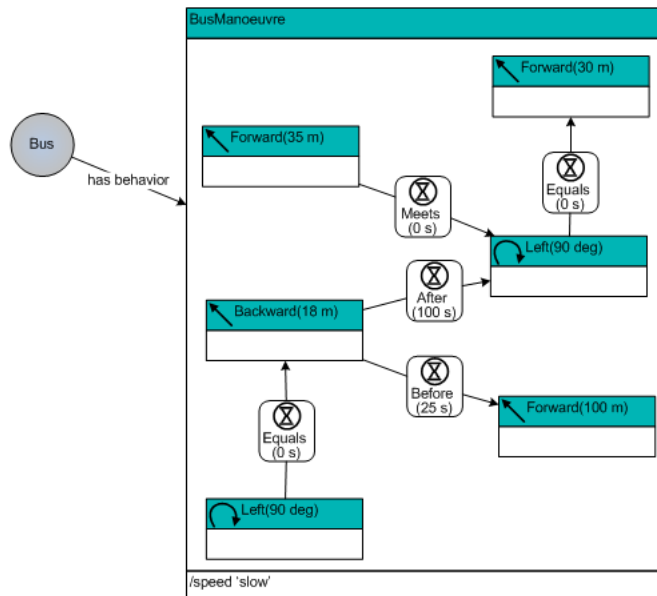 BusManoeuvre
Forward(30 m)
Bus
has behavior
Forward(35 m)
Equals
(0 s)
Meets
(0 s)
Left(90 deg)
After
(100 s)
Backward(18 m)
Before
(25 s)
Forward(100 m)
Equals
(0 s)
Left(90 deg)
/speed ‘slow’